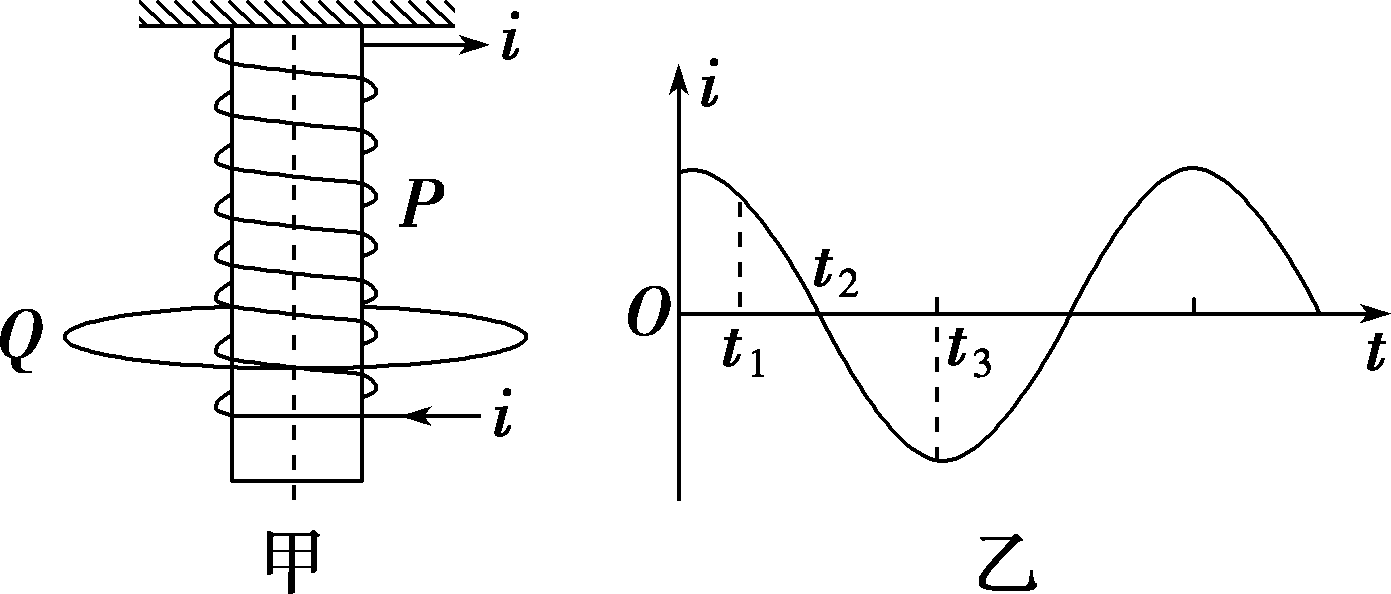 i
P
Q
i
甲
i
O
t₁
t₂
t₃
t
乙